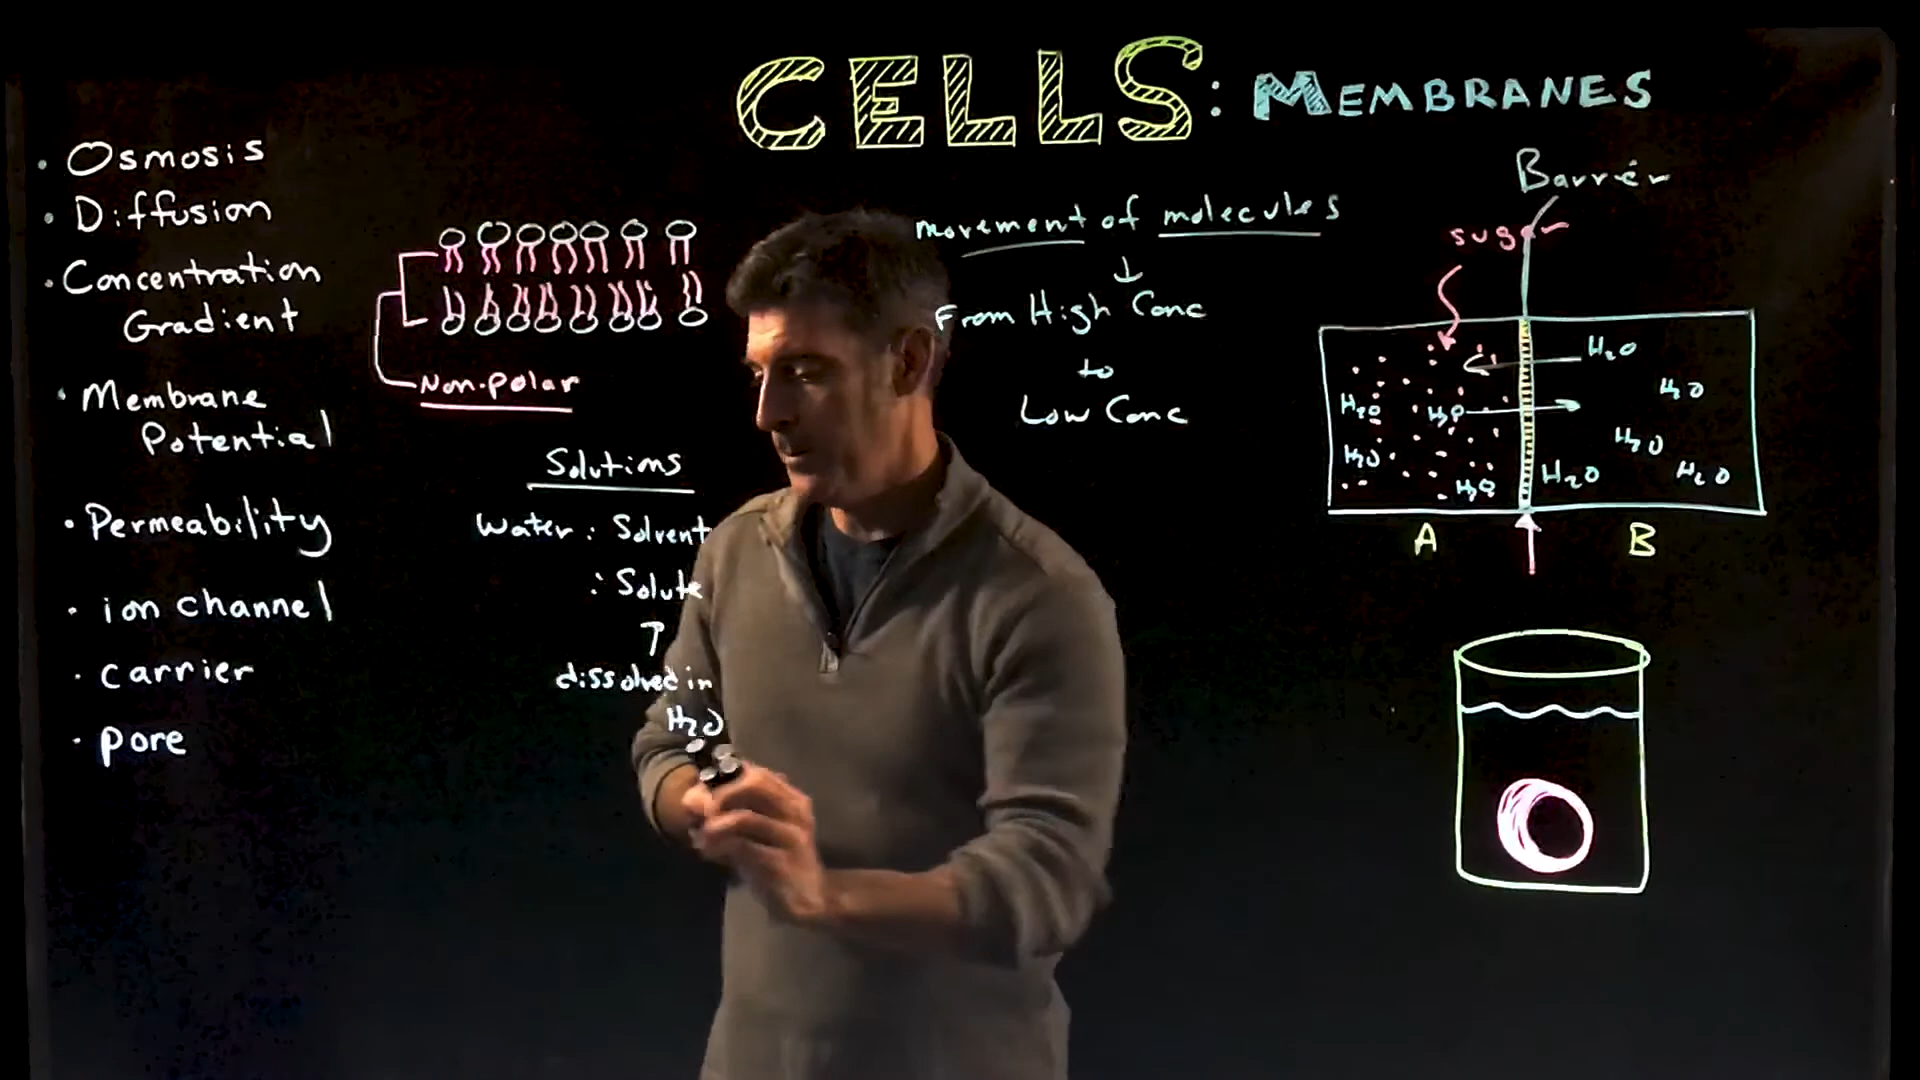 CELLS: MEMBRANES
• Osmosis
• Diffusion
• Concentration
Gradient
• Membrane
Potential
• Permeability
• ion channel
• carrier
• pore
Non-polar
Solutions
Water: Solvent
: Solute
dissolved in
H2O
movement of molecules
From High Conc
to
Low Conc
Barrier
sugar
H2O
H2O
H2O H2O
H2O
H2O
H2O H2O
H2O
A B